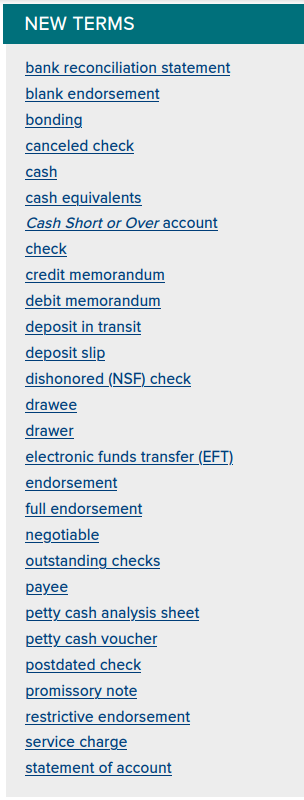 NEW TERMS
bank reconciliation statement
blank endorsement
bonding
canceled check
cash
cash equivalents
Cash Short or Over account
check
credit memorandum
debit memorandum
deposit in transit
deposit slip
dishonored (NSF) check
drawee
drawer
electronic funds transfer (EFT)
endorsement
full endorsement
negotiable
outstanding checks
payee
petty cash analysis sheet
petty cash voucher
postdated check
promissory note
restrictive endorsement
service charge
statement of account